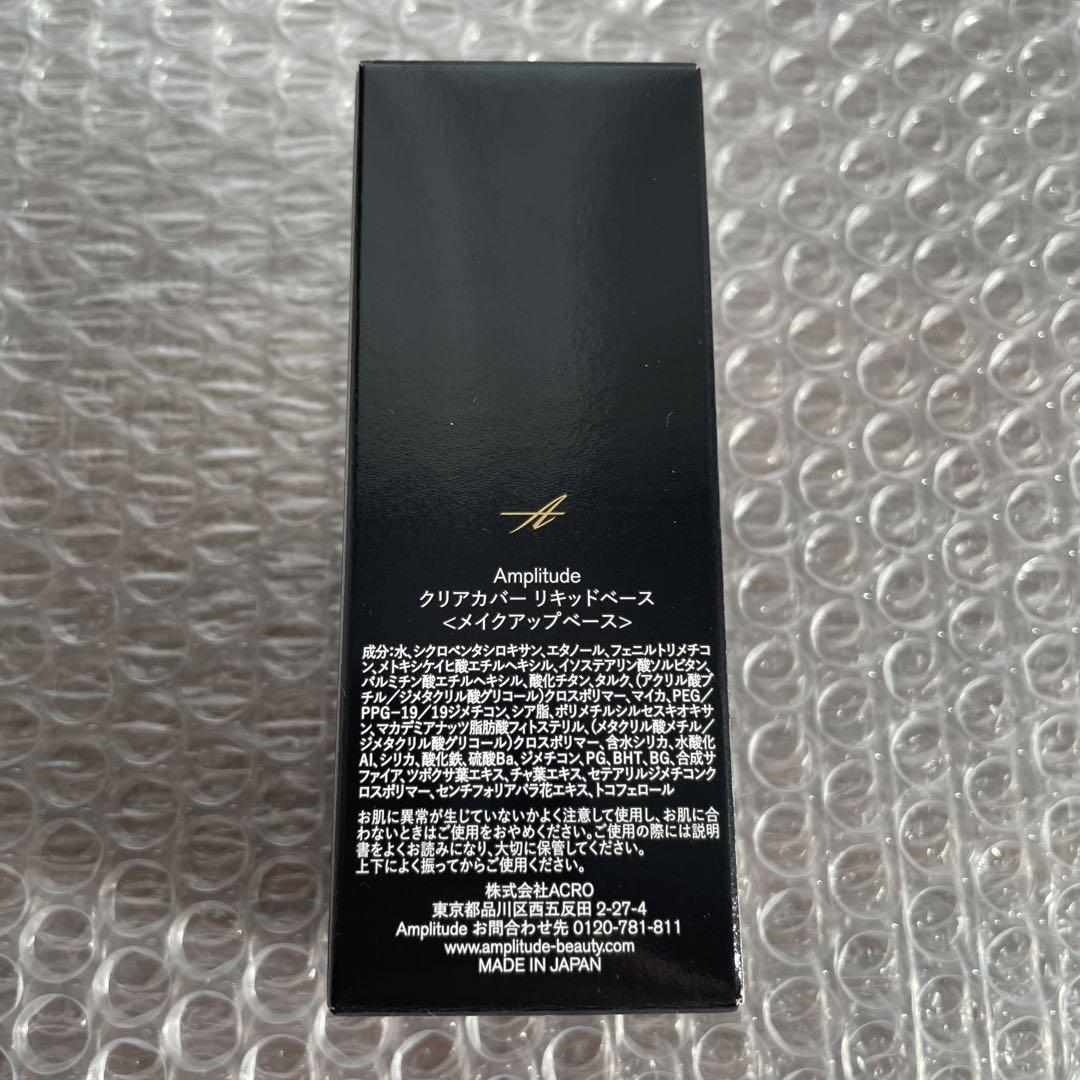 Amplitude
クリアカバー リキッドベース
<メイクアップベース>
成分:水、シクロペンタシロキサン、エタノール、フェニルトリメチコ
ン、メトキシケイヒ酸エチルヘキシル、イソステアリン酸ソルビタン、
パルミチン酸エチルヘキシル、酸化チタン、タルク、(アクリル酸ブ
チル/ジメタクリル酸グリコール)クロスポリマー、マイカ、PEG/
PPG-19/19ジメチコン、シア脂、ポリメチルシルセスキオキサ
ン、マカデミアナッツ脂肪酸フィトステリル、(メタクリル酸メチル/
ジメタクリル酸グリコール)クロスポリマー、含水シリカ、水酸化
Al、シリカ、酸化鉄、硫酸Ba、ジメチコン、PG、BHT、BG、合成サ
ファイア、ツボクサ葉エキス、チャ葉エキス、セテアリルジメチコンク
ロスポリマー、センチフォリアバラ花エキス、トコフェロール
お肌に異常が生じていないかよく注意して使用し、お肌に合
わないときはご使用をおやめください。ご使用の際には説明
書をよくお読みになり、大切に保管してください。
上下によく振ってからご使用ください。
株式会社ACRO
東京都品川区西五反田 2-27-4
Amplitude お問合わせ先 0120-781-811
www.amplitude-beauty.com
MADE IN JAPAN